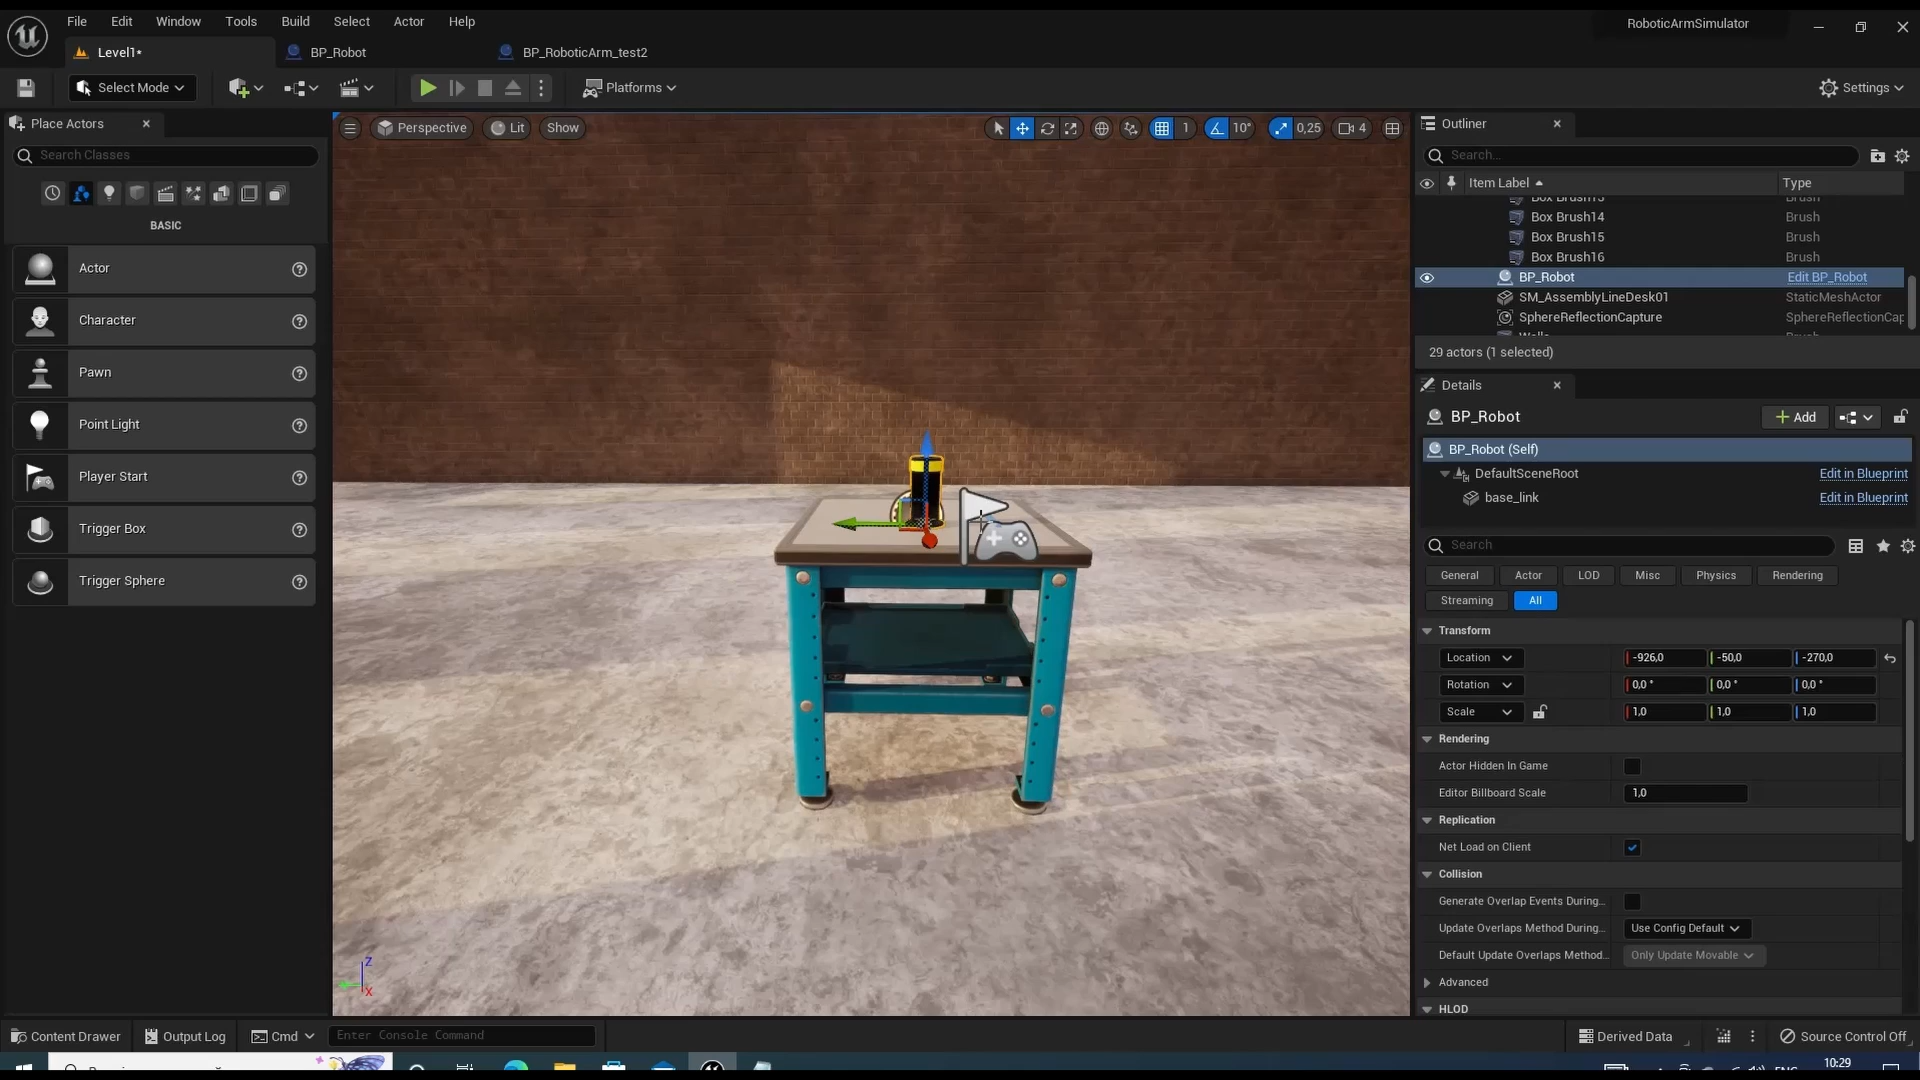 File Edit Window Tools Build Select Actor Help
RoboticArmSimulator
Level1*
BP_Robot
BP_RoboticArm_test2
Select Mode
Platforms
Settings
Place Actors
Search Classes
BASIC
Actor
Character
Pawn
Point Light
Player Start
Trigger Box
Trigger Sphere
Perspective
Lit
Show
1
10°
0,25
4
Z
X
Outliner
Search...
Item Label
Type
Box Brush13 Brush
Box Brush14 Brush
Box Brush15 Brush
Box Brush16 Brush
BP_Robot Edit BP_Robot
SM_AssemblyLineDesk01 StaticMeshActor
SphereReflectionCapture SphereReflectionCap
29 actors (1 selected)
Details
BP_Robot
Add
BP_Robot (Self)
DefaultSceneRoot Edit in Blueprint
base_link Edit in Blueprint
Search
General Actor LOD Misc Physics Rendering
Streaming All
Transform
Location -926,0 -50,0 -270,0
Rotation 0,0 ° 0,0 ° 0,0 °
Scale 1,0 1,0 1,0
Rendering
Actor Hidden In Game
Editor Billboard Scale 1,0
Replication
Net Load on Client
Collision
Generate Overlap Events During...
Update Overlaps Method During... Use Config Default
Default Update Overlaps Method... Only Update Movable
Advanced
HLOD
Content Drawer
Output Log
Cmd
Enter Console Command
Derived Data
Source Control Off
10:29